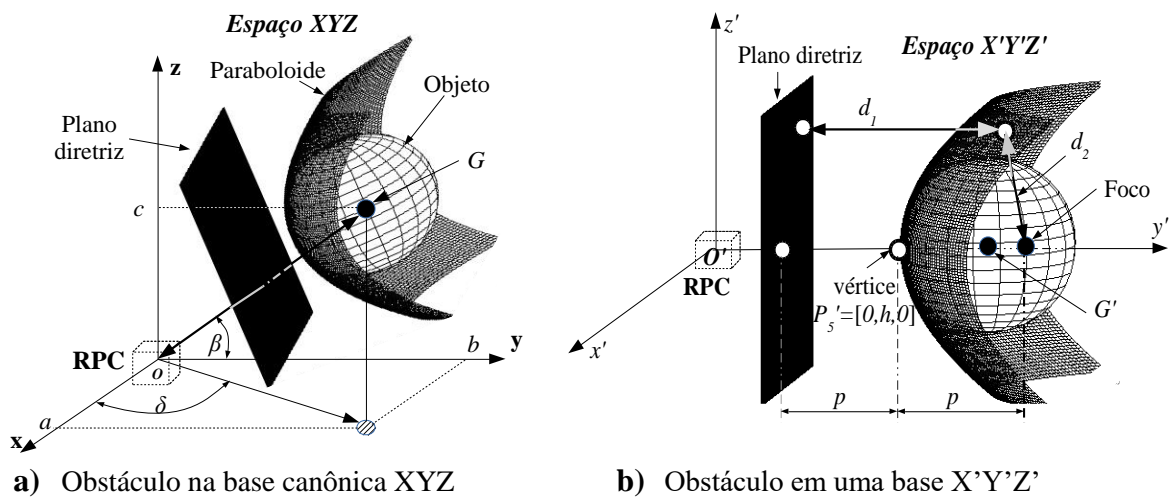 Espaço XYZ
z
Paraboloide
Objeto
Plano
diretriz
G
c
RPC
o
β
b
y
δ
a
x
a) Obstáculo na base canônica XYZ
z'
Espaço X'Y'Z'
Plano diretriz
d₁
d₂
Foco
y'
O'
RPC
vértice
P₅'=[0,h,0]
G'
x'
p
p
b) Obstáculo em uma base X’Y’Z’